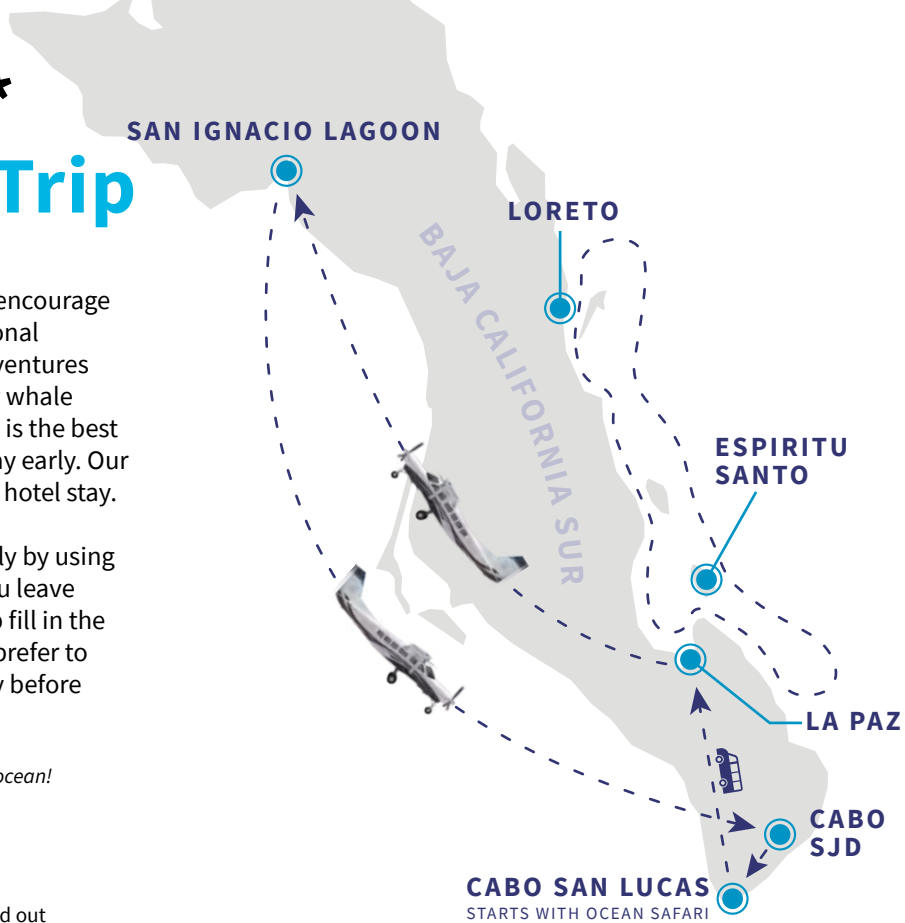 Trip
encourage
onal
ventures
whale
is the best
y early. Our
hotel stay.
ly by using
u leave
fill in the
prefer to
before
ocean!
d out
SAN IGNACIO LAGOON
LORETO
BAJA CALIFORNIA SUR
ESPIRITU
SANTO
LA PAZ
CABO
SJD
CABO SAN LUCAS
STARTS WITH OCEAN SAFARI